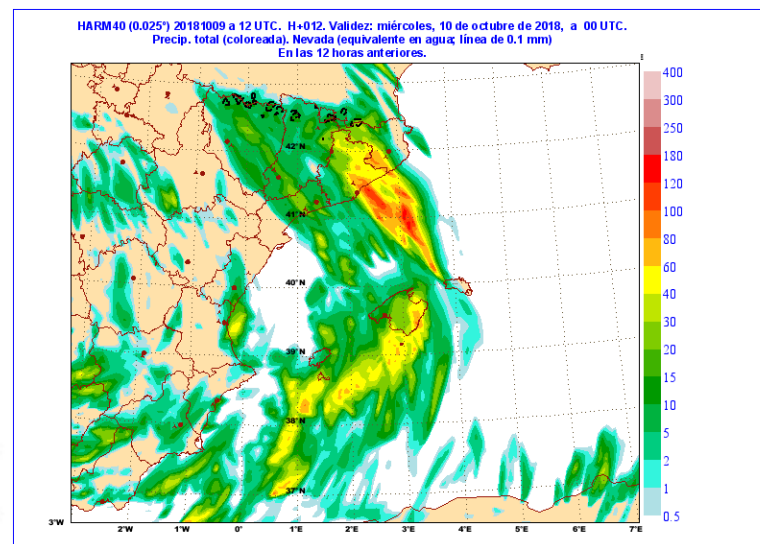 HARM40 (0.025°) 20181009 a 12 UTC. H+012. Validez: miércoles, 10 de octubre de 2018, a 00 UTC.
Precip. total (coloreada). Nevada (equivalente en agua; línea de 0.1 mm)
En las 12 horas anteriores.
E
400
300
250
180
120
80
60
40
30
20
15
10
5
2
1
0.5
42°N
41°N
40°N
39°N
38°N
37°N
3°W
2°W
1°W
0°
1°E
2°E
3°E
4°E
5°E
6°E
7°E